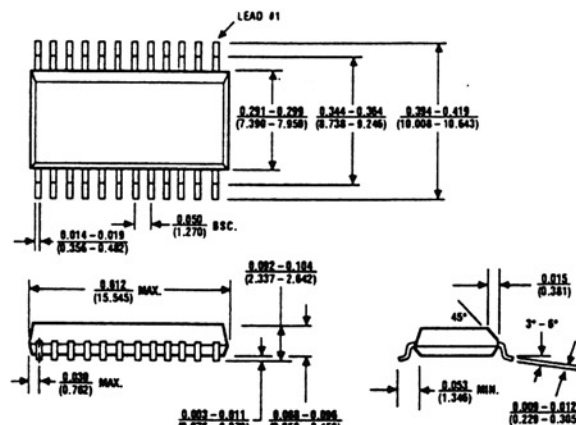 LEAD #1
0.291 – 0.299
(7.390 – 7.950)
0.344 – 0.364
(8.738 – 9.246)
0.394 – 0.419
(10.008 – 10.643)
0.014 – 0.019
(0.356 – 0.482)
0.050
(1.270)
BSC.
0.612
(15.545)
MAX.
0.092 – 0.104
(2.337 – 2.642)
0.015
(0.381)
45°
3° – 6°
0.030
(0.762)
MAX.
0.003 – 0.011
0.088 – 0.096
0.053
(1.346)
MIN.
0.009 – 0.012
(0.229 – 0.305)